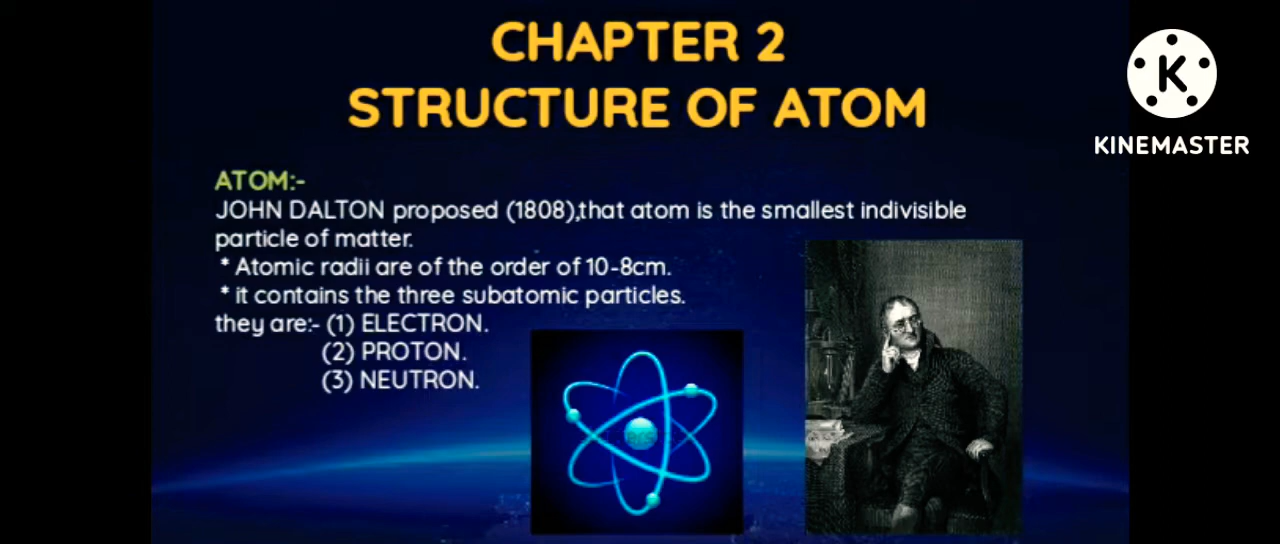 CHAPTER 2
STRUCTURE OF ATOM
K
KINEMASTER
ATOM:-
JOHN DALTON proposed (1808),that atom is the smallest indivisible
particle of matter.
* Atomic radii are of the order of 10-8cm.
* it contains the three subatomic particles.
they are:- (1) ELECTRON.
(2) PROTON.
(3) NEUTRON.